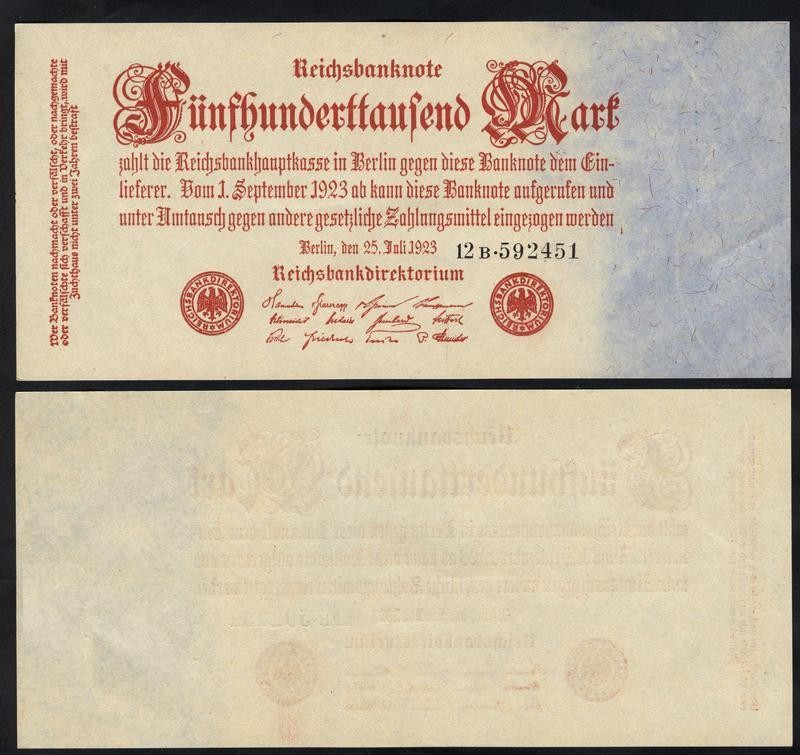 Reichsbanknote
Fünfhunderttausend Mark
zahlt die Reichsbankhauptkasse in Berlin gegen diese Banknote dem Ein-
lieferer. Vom 1. September 1923 ab kann diese Banknote aufgerufen und
unter Umtausch gegen andere gesetzliche Zahlungsmittel eingezogen werden
Berlin, den 25. Juli 1923 12B·592451
Reichsbankdirektorium
REICHSBANKDIREKTORIUM
REICHSBANKDIREKTORIUM
Wer Banknoten nachmacht oder verfälscht, oder nachgemachte
oder verfälschte sich verschafft und in Verkehr bringt, wird mit
Zuchthaus nicht unter zwei Jahren bestraft